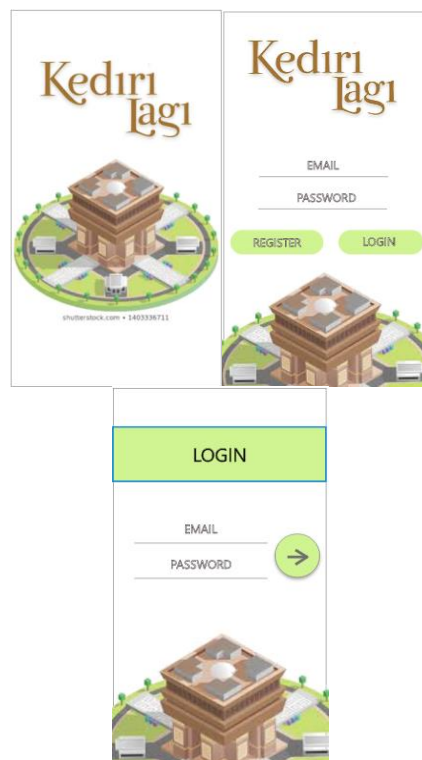 Kediri
Lagi
shutterstock.com • 1403336711
Kediri
Lagi
EMAIL
PASSWORD
REGISTER
LOGIN
LOGIN
EMAIL
PASSWORD